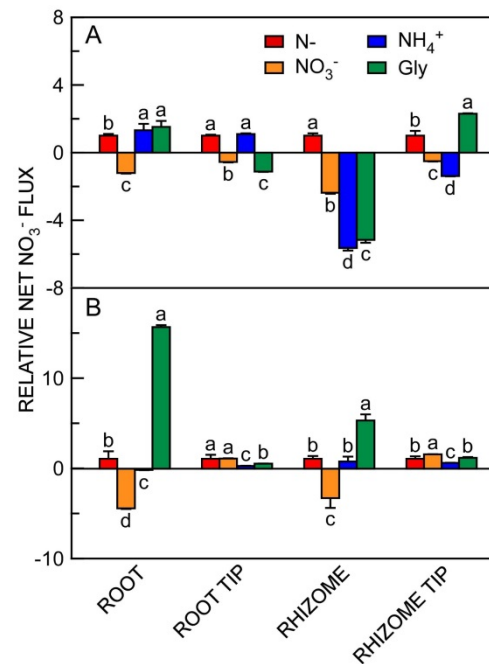 8
A
N-
NH₄⁺
NO₃⁻
Gly
4
b c a a
a b a c
a b d c
b c d a
0
-4
-8
RELATIVE NET NO₃⁻ FLUX
B
10
b d c a
a a c b
b c b a
b a c b
0
-10
ROOT
ROOT TIP
RHIZOME
RHIZOME TIP